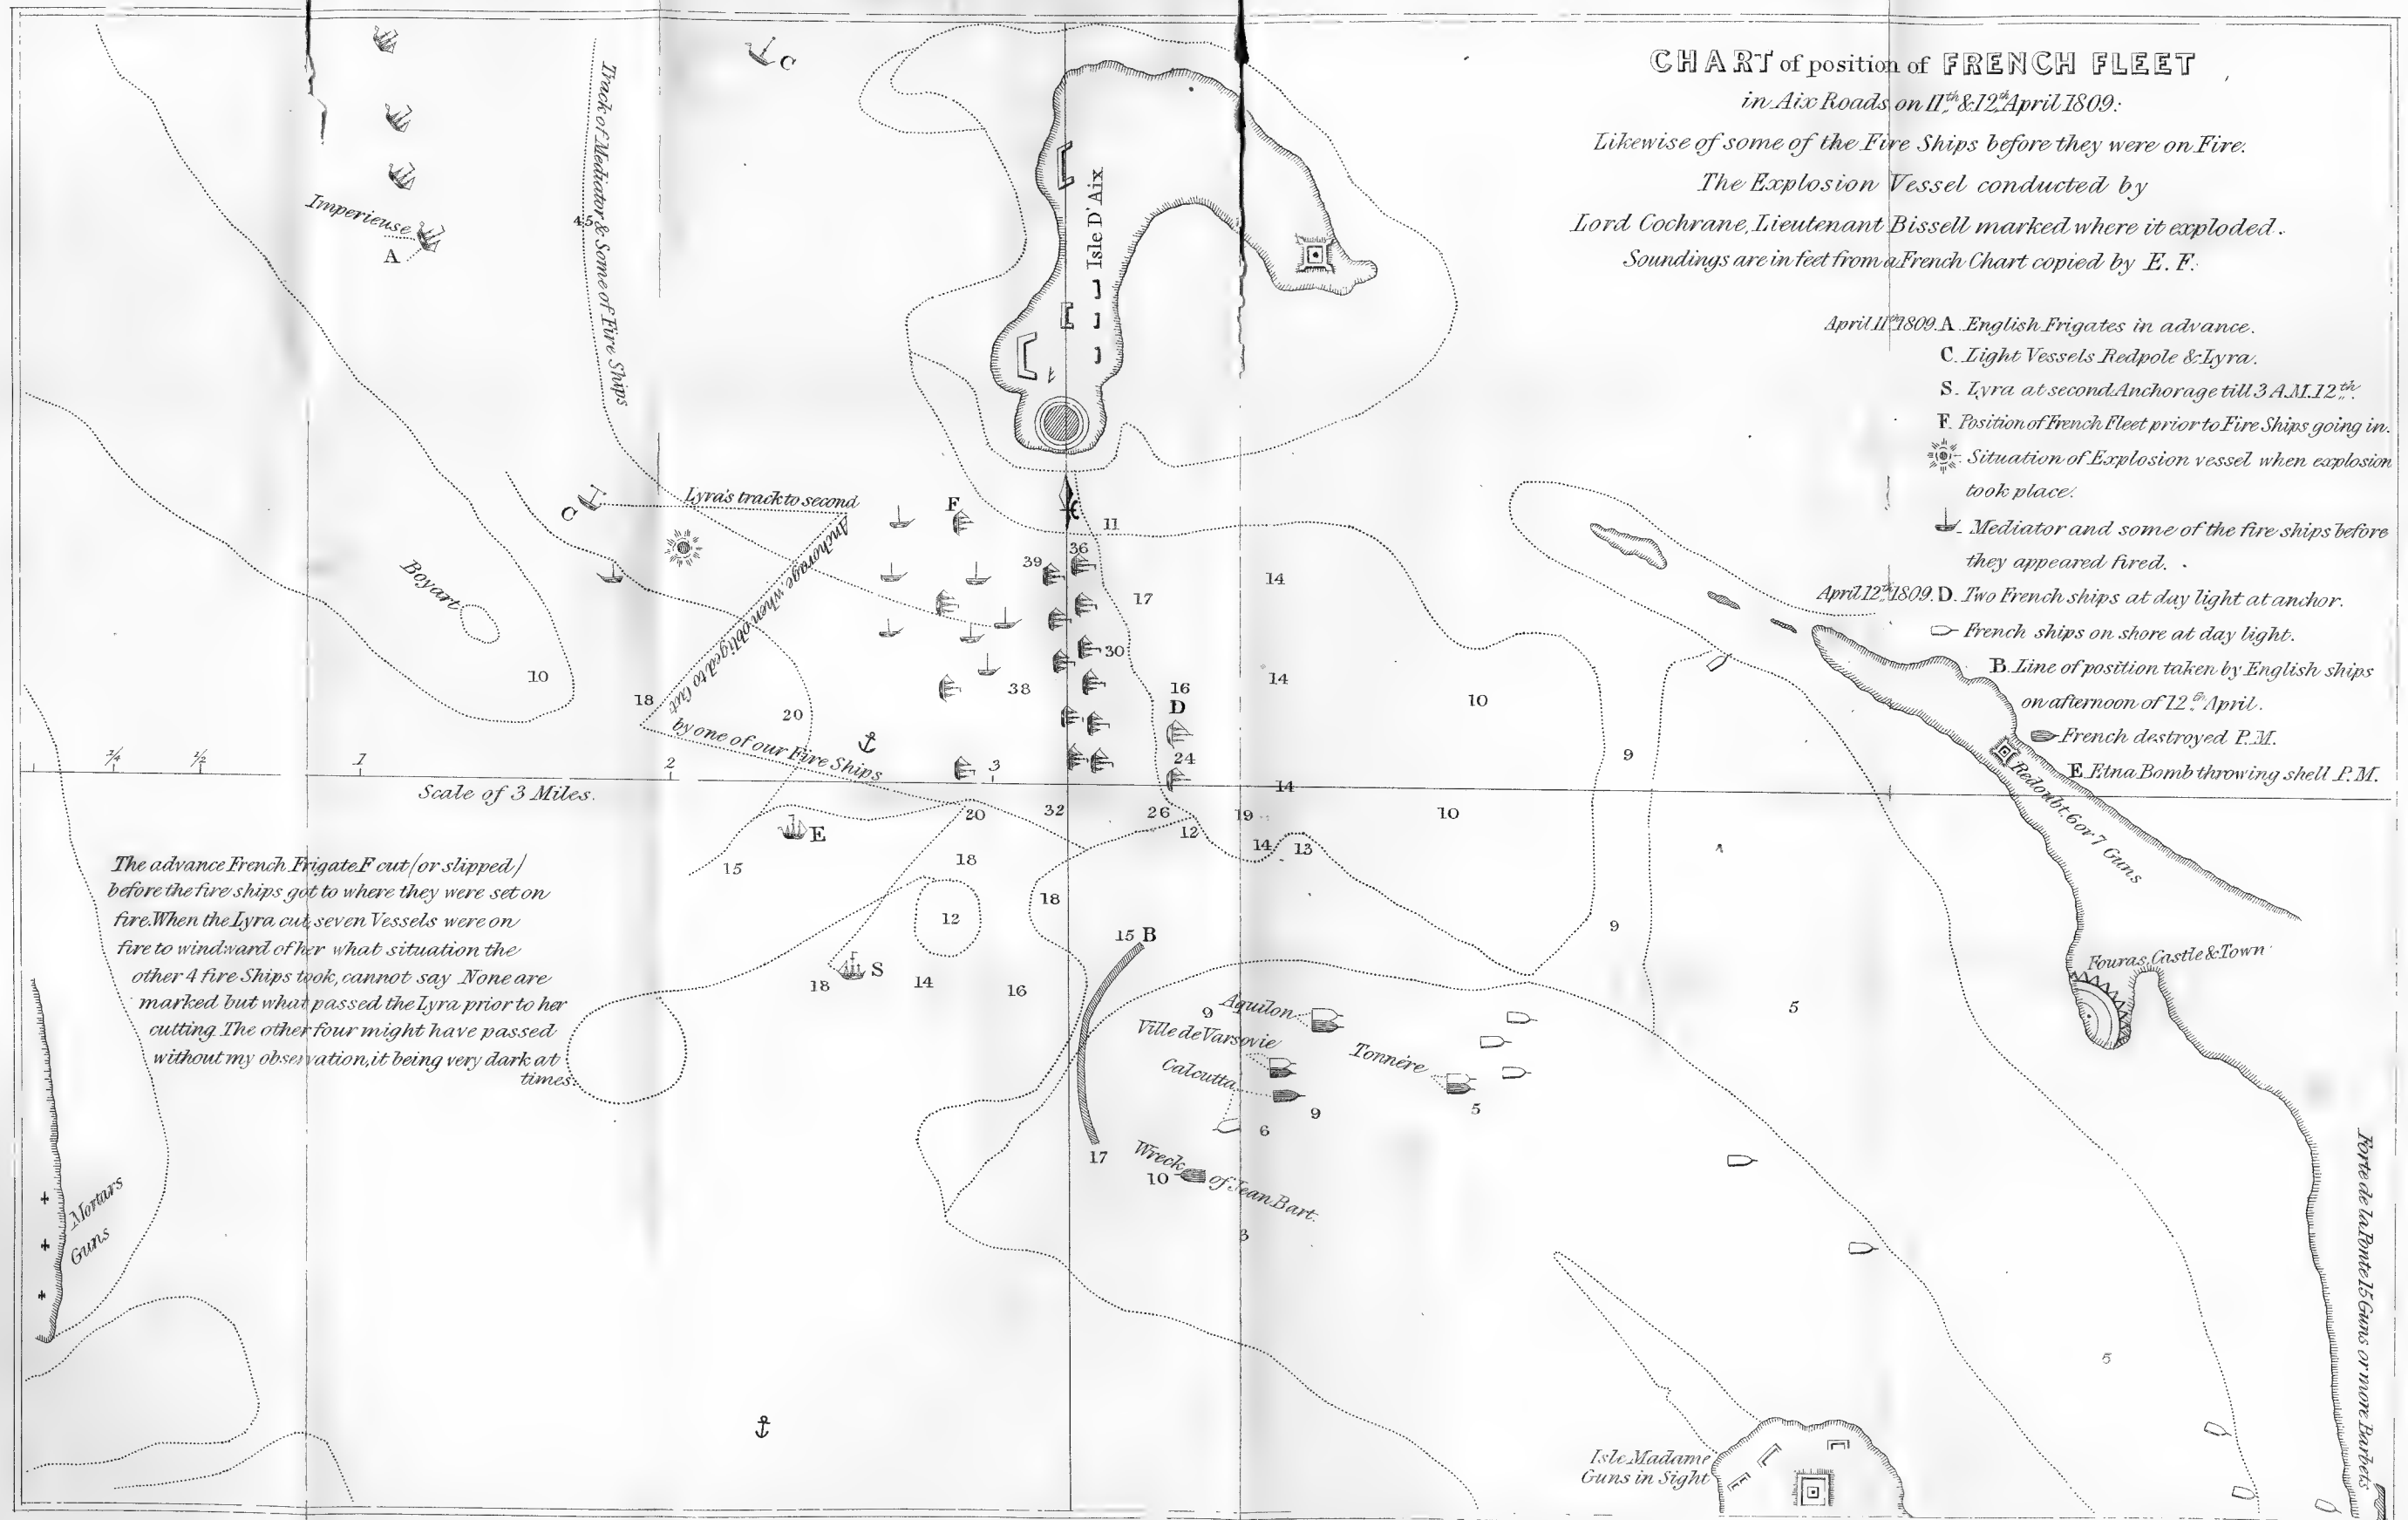 CHART of position of FRENCH FLEET
in Aix Roads on 11th & 12th April 1809:
Likewise of some of the Fire Ships before they were on Fire.
The Explosion Vessel conducted by
Lord Cochrane, Lieutenant Bissell marked where it exploded.
Soundings are in feet from a French Chart copied by E. F.
April 11th 1809. A English Frigates in advance.
C. Light Vessels Redpole & Lyra.
S. Lyra at second Anchorage till 3 A.M. 12th.
F. Position of French Fleet prior to Fire Ships going in.
Situation of Explosion vessel when explosion
took place.
Mediator and some of the fire ships before
they appeared fired.
April 12th 1809. D. Two French ships at day light at anchor.
French ships on shore at day light.
B. Line of position taken by English ships
on afternoon of 12th April.
French destroyed P.M.
E Etna Bomb throwing shell P.M.
C
Track of Mediator & Some of Fire Ships
45
Imperieuse
A
Isle D'Aix
C
Lyra's track to second
Anchorage when obliged to Cut
by one of our Fire Ships
F
11
36
39
14
17
Boyart
30
10
18
20
38
16
D
14
10
24
9
3/4
1/2
1
2
3
Scale of 3 Miles.
14
20
32
26
19
10
12
E
14
13
15
18
Redoubt, 6 or 7 Guns
The advance French Frigate F cut (or slipped)
before the fire ships got to where they were set on
fire. When the Lyra cut, seven Vessels were on
fire to windward of her what situation the
other 4 fire Ships took, cannot say None are
marked but what passed the Lyra prior to her
cutting. The other four might have passed
without my observation, it being very dark at
times.
12
18
9
15 B
Fouras, Castle & Town
S
18
14
16
5
Aquilon
9
Ville de Varsovie
Tonnere
Calcutta
9
5
6
17
Wreck of Jean Bart.
10
Mortars
Guns
Forte de la Ponte 15 Guns or more Barbets
5
Isle Madame
Guns in Sight